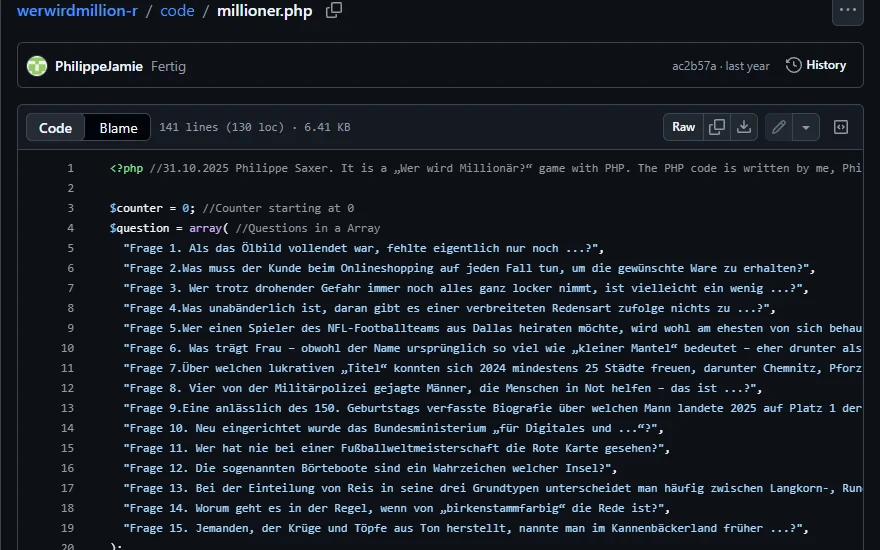 werwirdmillion-r / code / millioner.php
PhilippeJamie Fertig ac2b57a · last year History
Code Blame 141 lines (130 loc) · 6.41 KB Raw
1 <?php //31.10.2025 Philippe Saxer. It is a „Wer wird Millionär?“ game with PHP. The PHP code is written by me, Phi
2
3 $counter = 0; //Counter starting at 0
4 $question = array( //Questions in a Array
5 "Frage 1. Als das Ölbild vollendet war, fehlte eigentlich nur noch ...?",
6 "Frage 2.Was muss der Kunde beim Onlineshopping auf jeden Fall tun, um die gewünschte Ware zu erhalten?",
7 "Frage 3. Wer trotz drohender Gefahr immer noch alles ganz locker nimmt, ist vielleicht ein wenig ...?",
8 "Frage 4.Was unabänderlich ist, daran gibt es einer verbreiteten Redensart zufolge nichts zu ...?",
9 "Frage 5.Wer einen Spieler des NFL-Footballteams aus Dallas heiraten möchte, wird wohl am ehesten von sich behau
10 "Frage 6. Was trägt Frau – obwohl der Name ursprünglich so viel wie „kleiner Mantel“ bedeutet – eher drunter als
11 "Frage 7.Über welchen lukrativen „Titel“ konnten sich 2024 mindestens 25 Städte freuen, darunter Chemnitz, Pforz
12 "Frage 8. Vier von der Militärpolizei gejagte Männer, die Menschen in Not helfen – das ist ...?",
13 "Frage 9.Eine anlässlich des 150. Geburtstags verfasste Biografie über welchen Mann landete 2025 auf Platz 1 der
14 "Frage 10. Neu eingerichtet wurde das Bundesministerium „für Digitales und ...“?",
15 "Frage 11. Wer hat nie bei einer Fußballweltmeisterschaft die Rote Karte gesehen?",
16 "Frage 12. Die sogenannten Börteboote sind ein Wahrzeichen welcher Insel?",
17 "Frage 13. Bei der Einteilung von Reis in seine drei Grundtypen unterscheidet man häufig zwischen Langkorn-, Run
18 "Frage 14. Worum geht es in der Regel, wenn von „birkenstammfarbig“ die Rede ist?",
19 "Frage 15. Jemanden, der Krüge und Töpfe aus Ton herstellt, nannte man im Kannenbäckerland früher ...?",
20 );